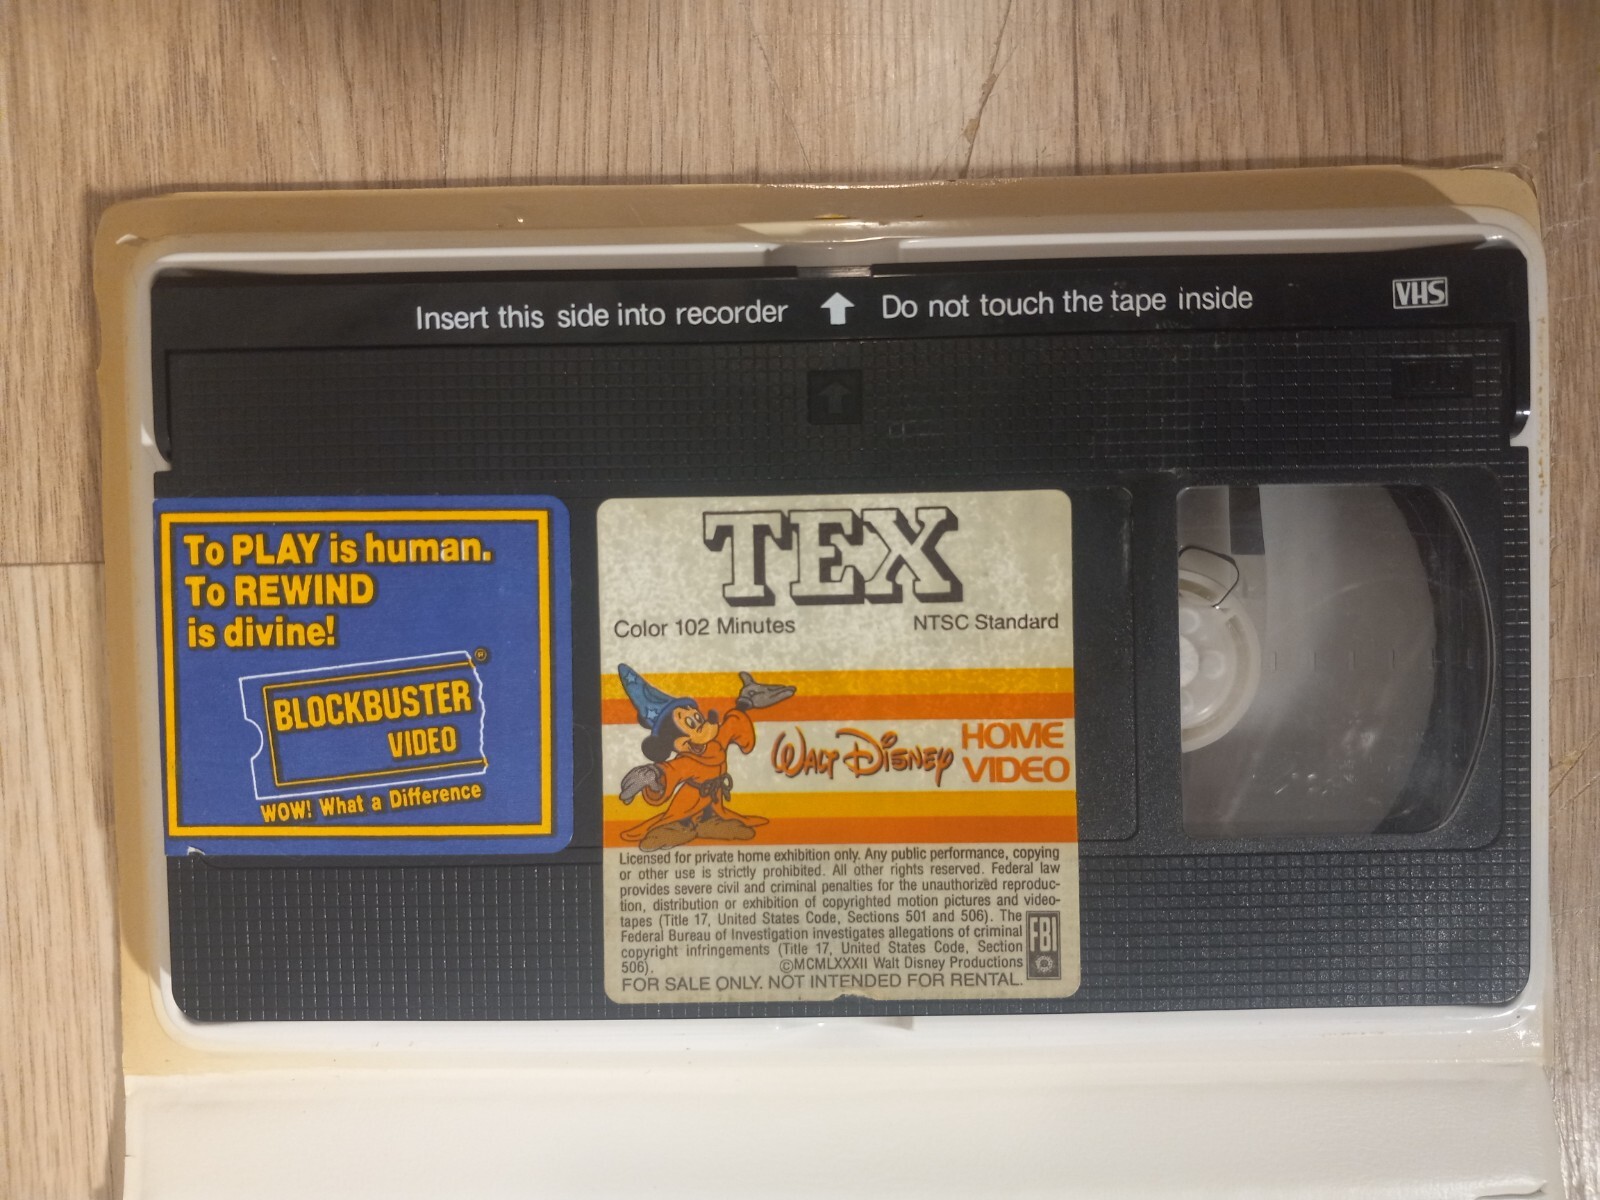 Insert this side into recorder ⬆ Do not touch the tape inside
VHS
To PLAY is human.
To REWIND
is divine!
®
BLOCKBUSTER
VIDEO
WOW! What a Difference
TEX
Color 102 Minutes NTSC Standard
WALT DISNEY HOME VIDEO
Licensed for private home exhibition only. Any public performance, copying
or other use is strictly prohibited. All other rights reserved. Federal law
provides severe civil and criminal penalties for the unauthorized reproduc-
tion, distribution or exhibition of copyrighted motion pictures and video-
tapes (Title 17, United States Code, Sections 501 and 506). The
Federal Bureau of Investigation investigates allegations of criminal
copyright infringements (Title 17, United States Code, Section
506). ©MCMLXXXII Walt Disney Productions
FBI
FOR SALE ONLY. NOT INTENDED FOR RENTAL.